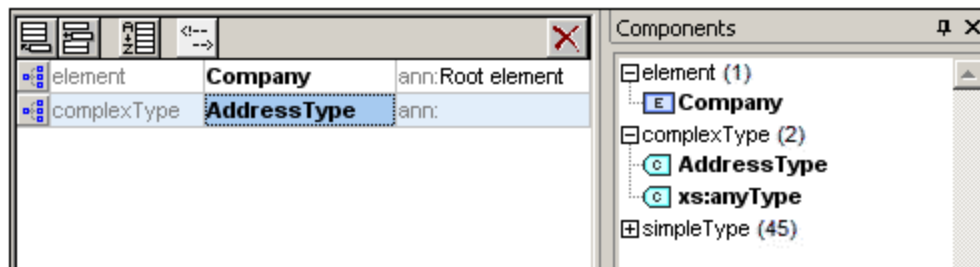 Components
element Company ann:Root element
complexType AddressType ann:
element (1)
E Company
complexType (2)
C AddressType
C xs:anyType
simpleType (45)